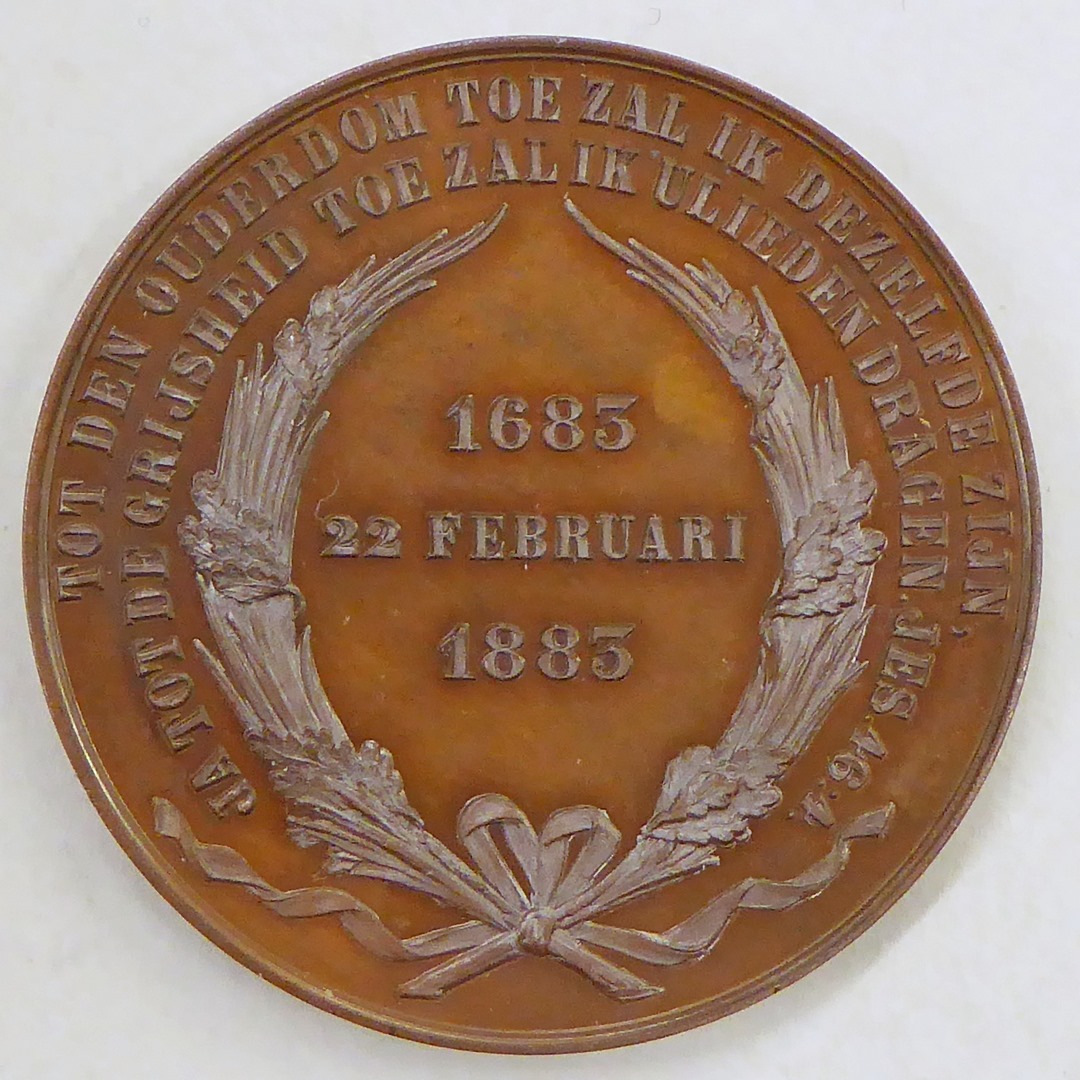 TOT DEN OUDERDOM TOE ZAL IK DEZELFDE ZIJN,
JA TOT DE GRIJSHEID TOE ZAL IK ULIEDEN DRAGEN. JES. 46:4.
1683
22 FEBRUARI
1883